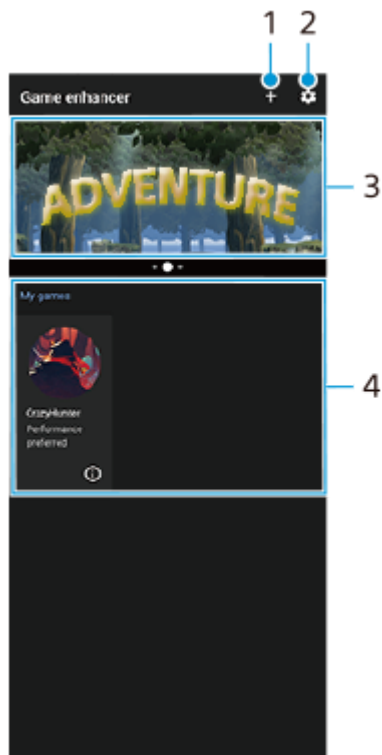 1 2
Game enhancer +
ADVENTURE
3
My games
4
CrazyHunter
Performance
preferred